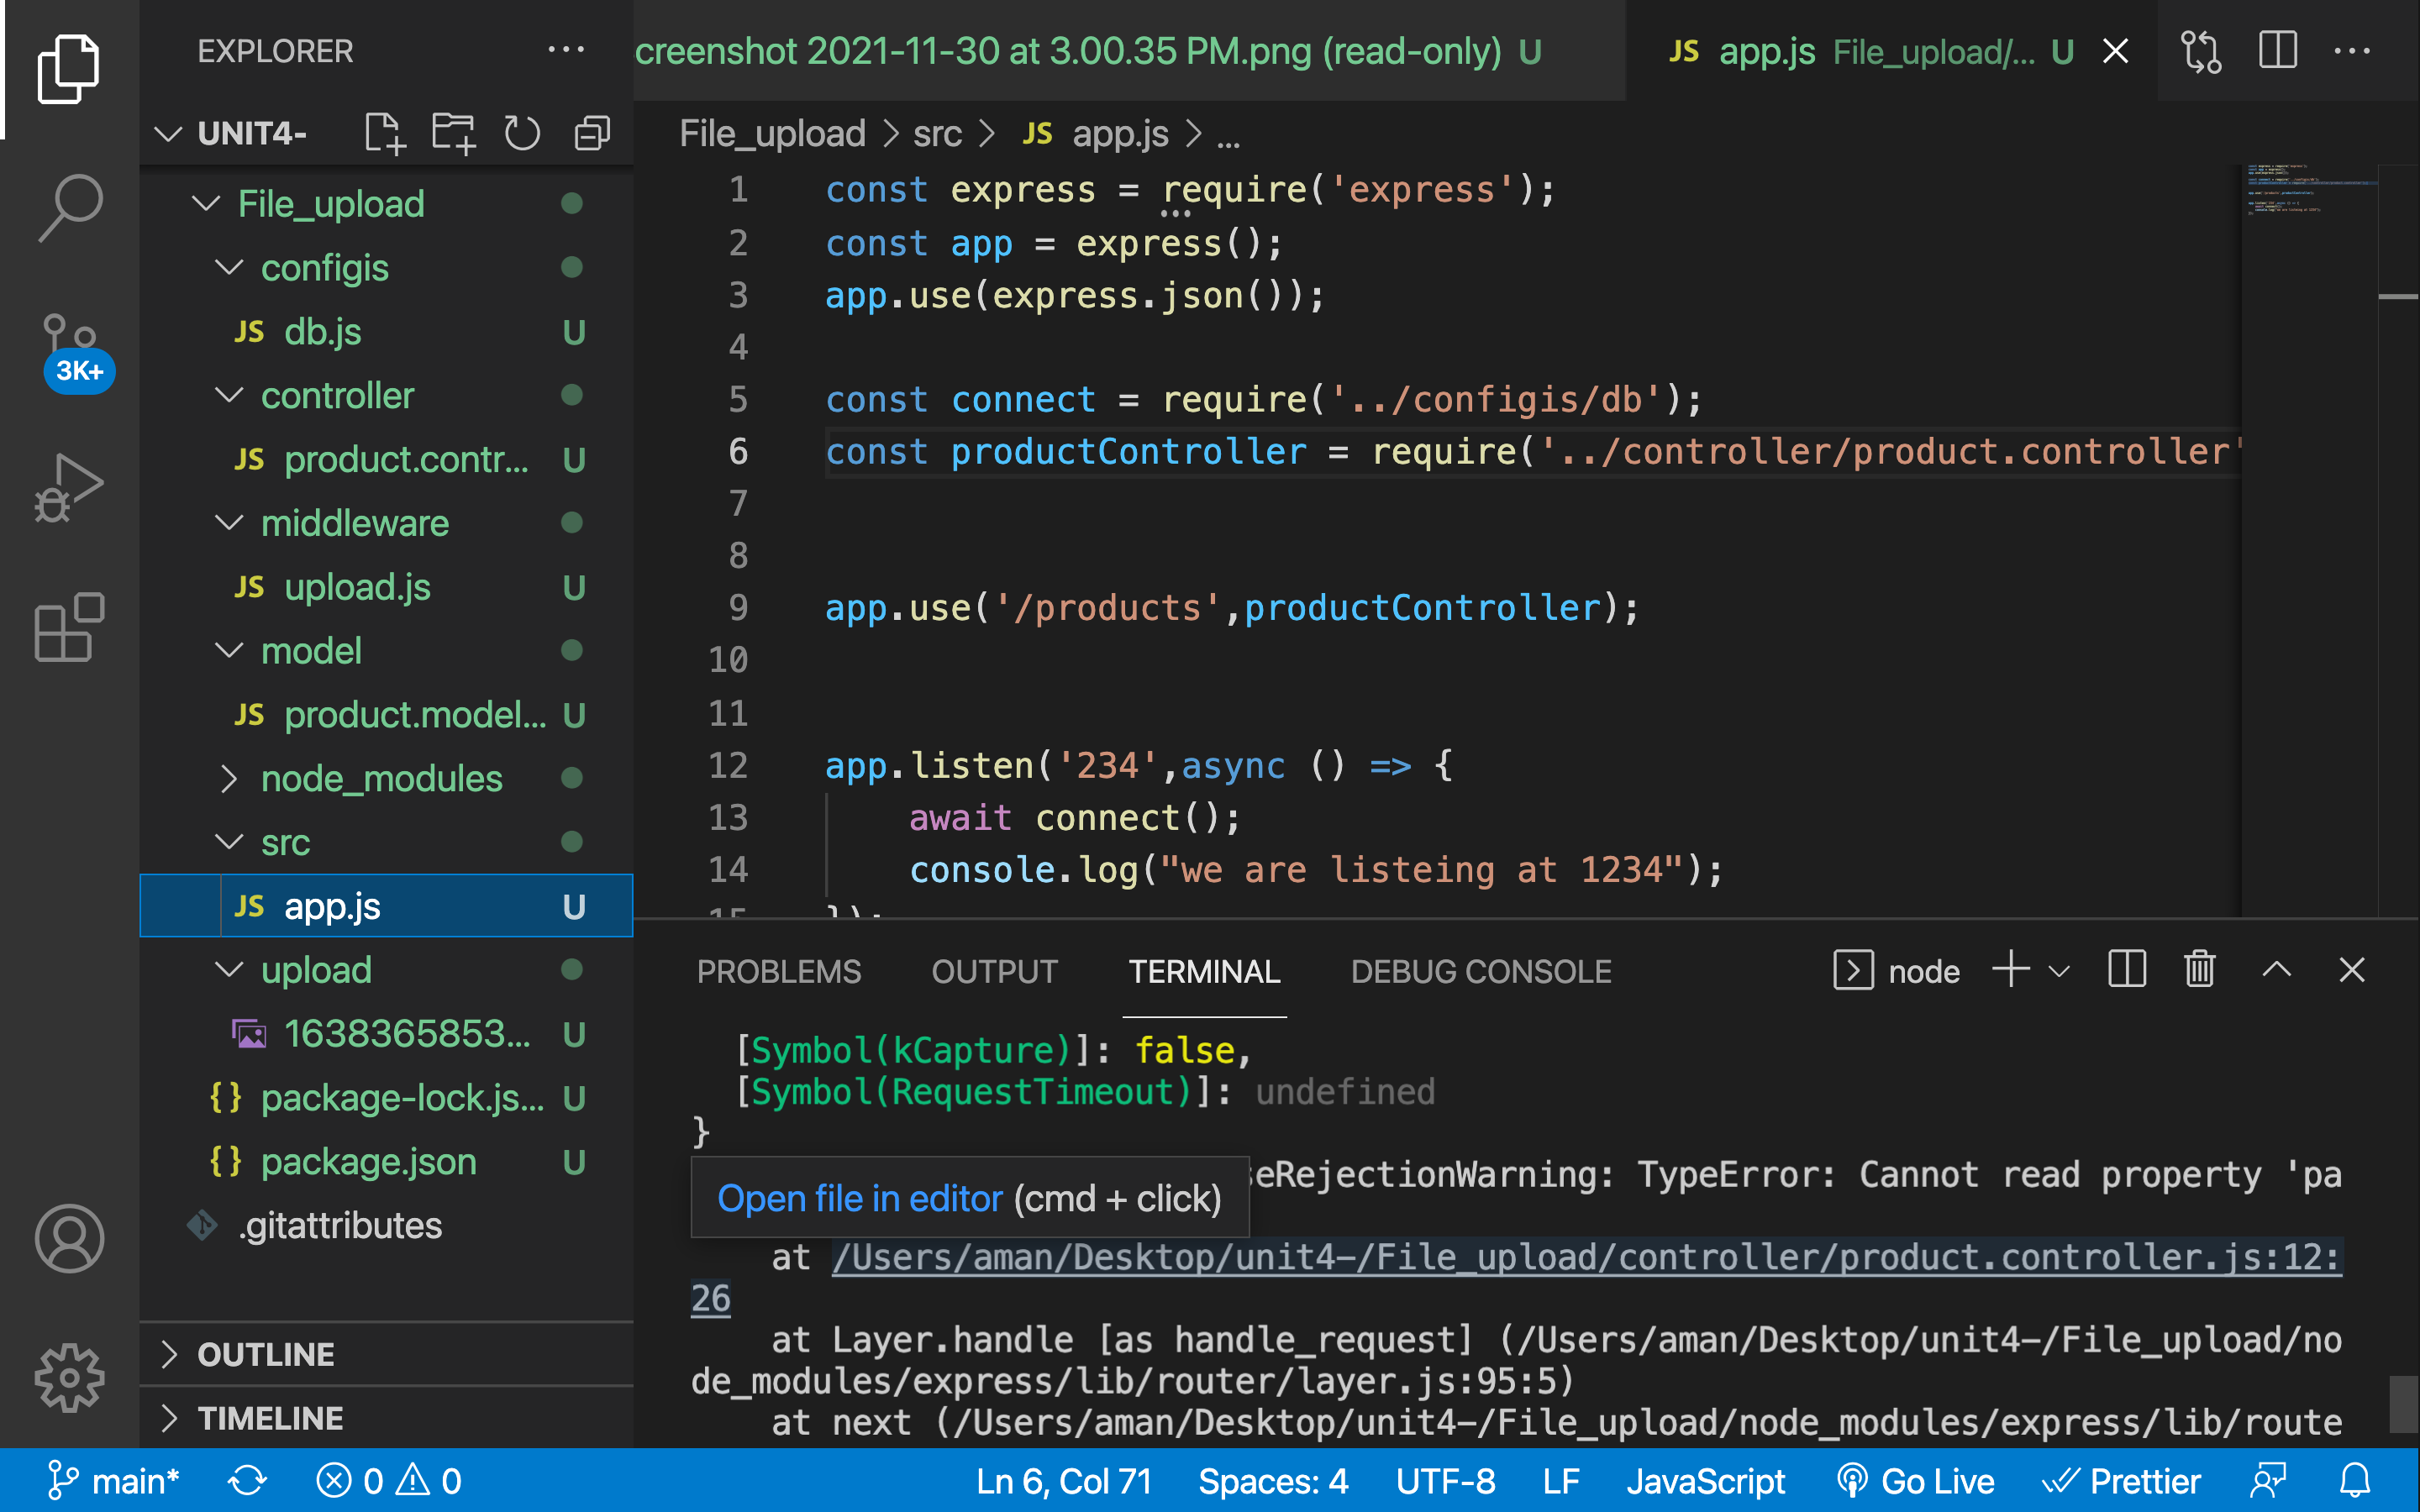 EXPLORER
UNIT4-
File_upload
configis
JS db.js U
controller
JS product.contr... U
middleware
JS upload.js U
model
JS product.model... U
node_modules
src
JS app.js U
upload
1638365853... U
{} package-lock.js... U
{} package.json U
.gitattributes
OUTLINE
TIMELINE
3K+
creenshot 2021-11-30 at 3.00.35 PM.png (read-only) U
JS app.js File_upload/... U
File_upload > src > JS app.js > ...
1 const express = require('express');
2 const app = express();
3 app.use(express.json());
4
5 const connect = require('../configis/db');
6 const productController = require('../controller/product.controller'
7
8
9 app.use('/products',productController);
10
11
12 app.listen('234',async () => {
13 await connect();
14 console.log("we are listeing at 1234");
15 });
PROBLEMS OUTPUT TERMINAL DEBUG CONSOLE node
[Symbol(kCapture)]: false,
[Symbol(RequestTimeout)]: undefined
}
seRejectionWarning: TypeError: Cannot read property 'pa
Open file in editor (cmd + click)
at /Users/aman/Desktop/unit4-/File_upload/controller/product.controller.js:12:
26
at Layer.handle [as handle_request] (/Users/aman/Desktop/unit4-/File_upload/no
de_modules/express/lib/router/layer.js:95:5)
at next (/Users/aman/Desktop/unit4-/File_upload/node_modules/express/lib/route
main* 0 0 Ln 6, Col 71 Spaces: 4 UTF-8 LF JavaScript Go Live Prettier